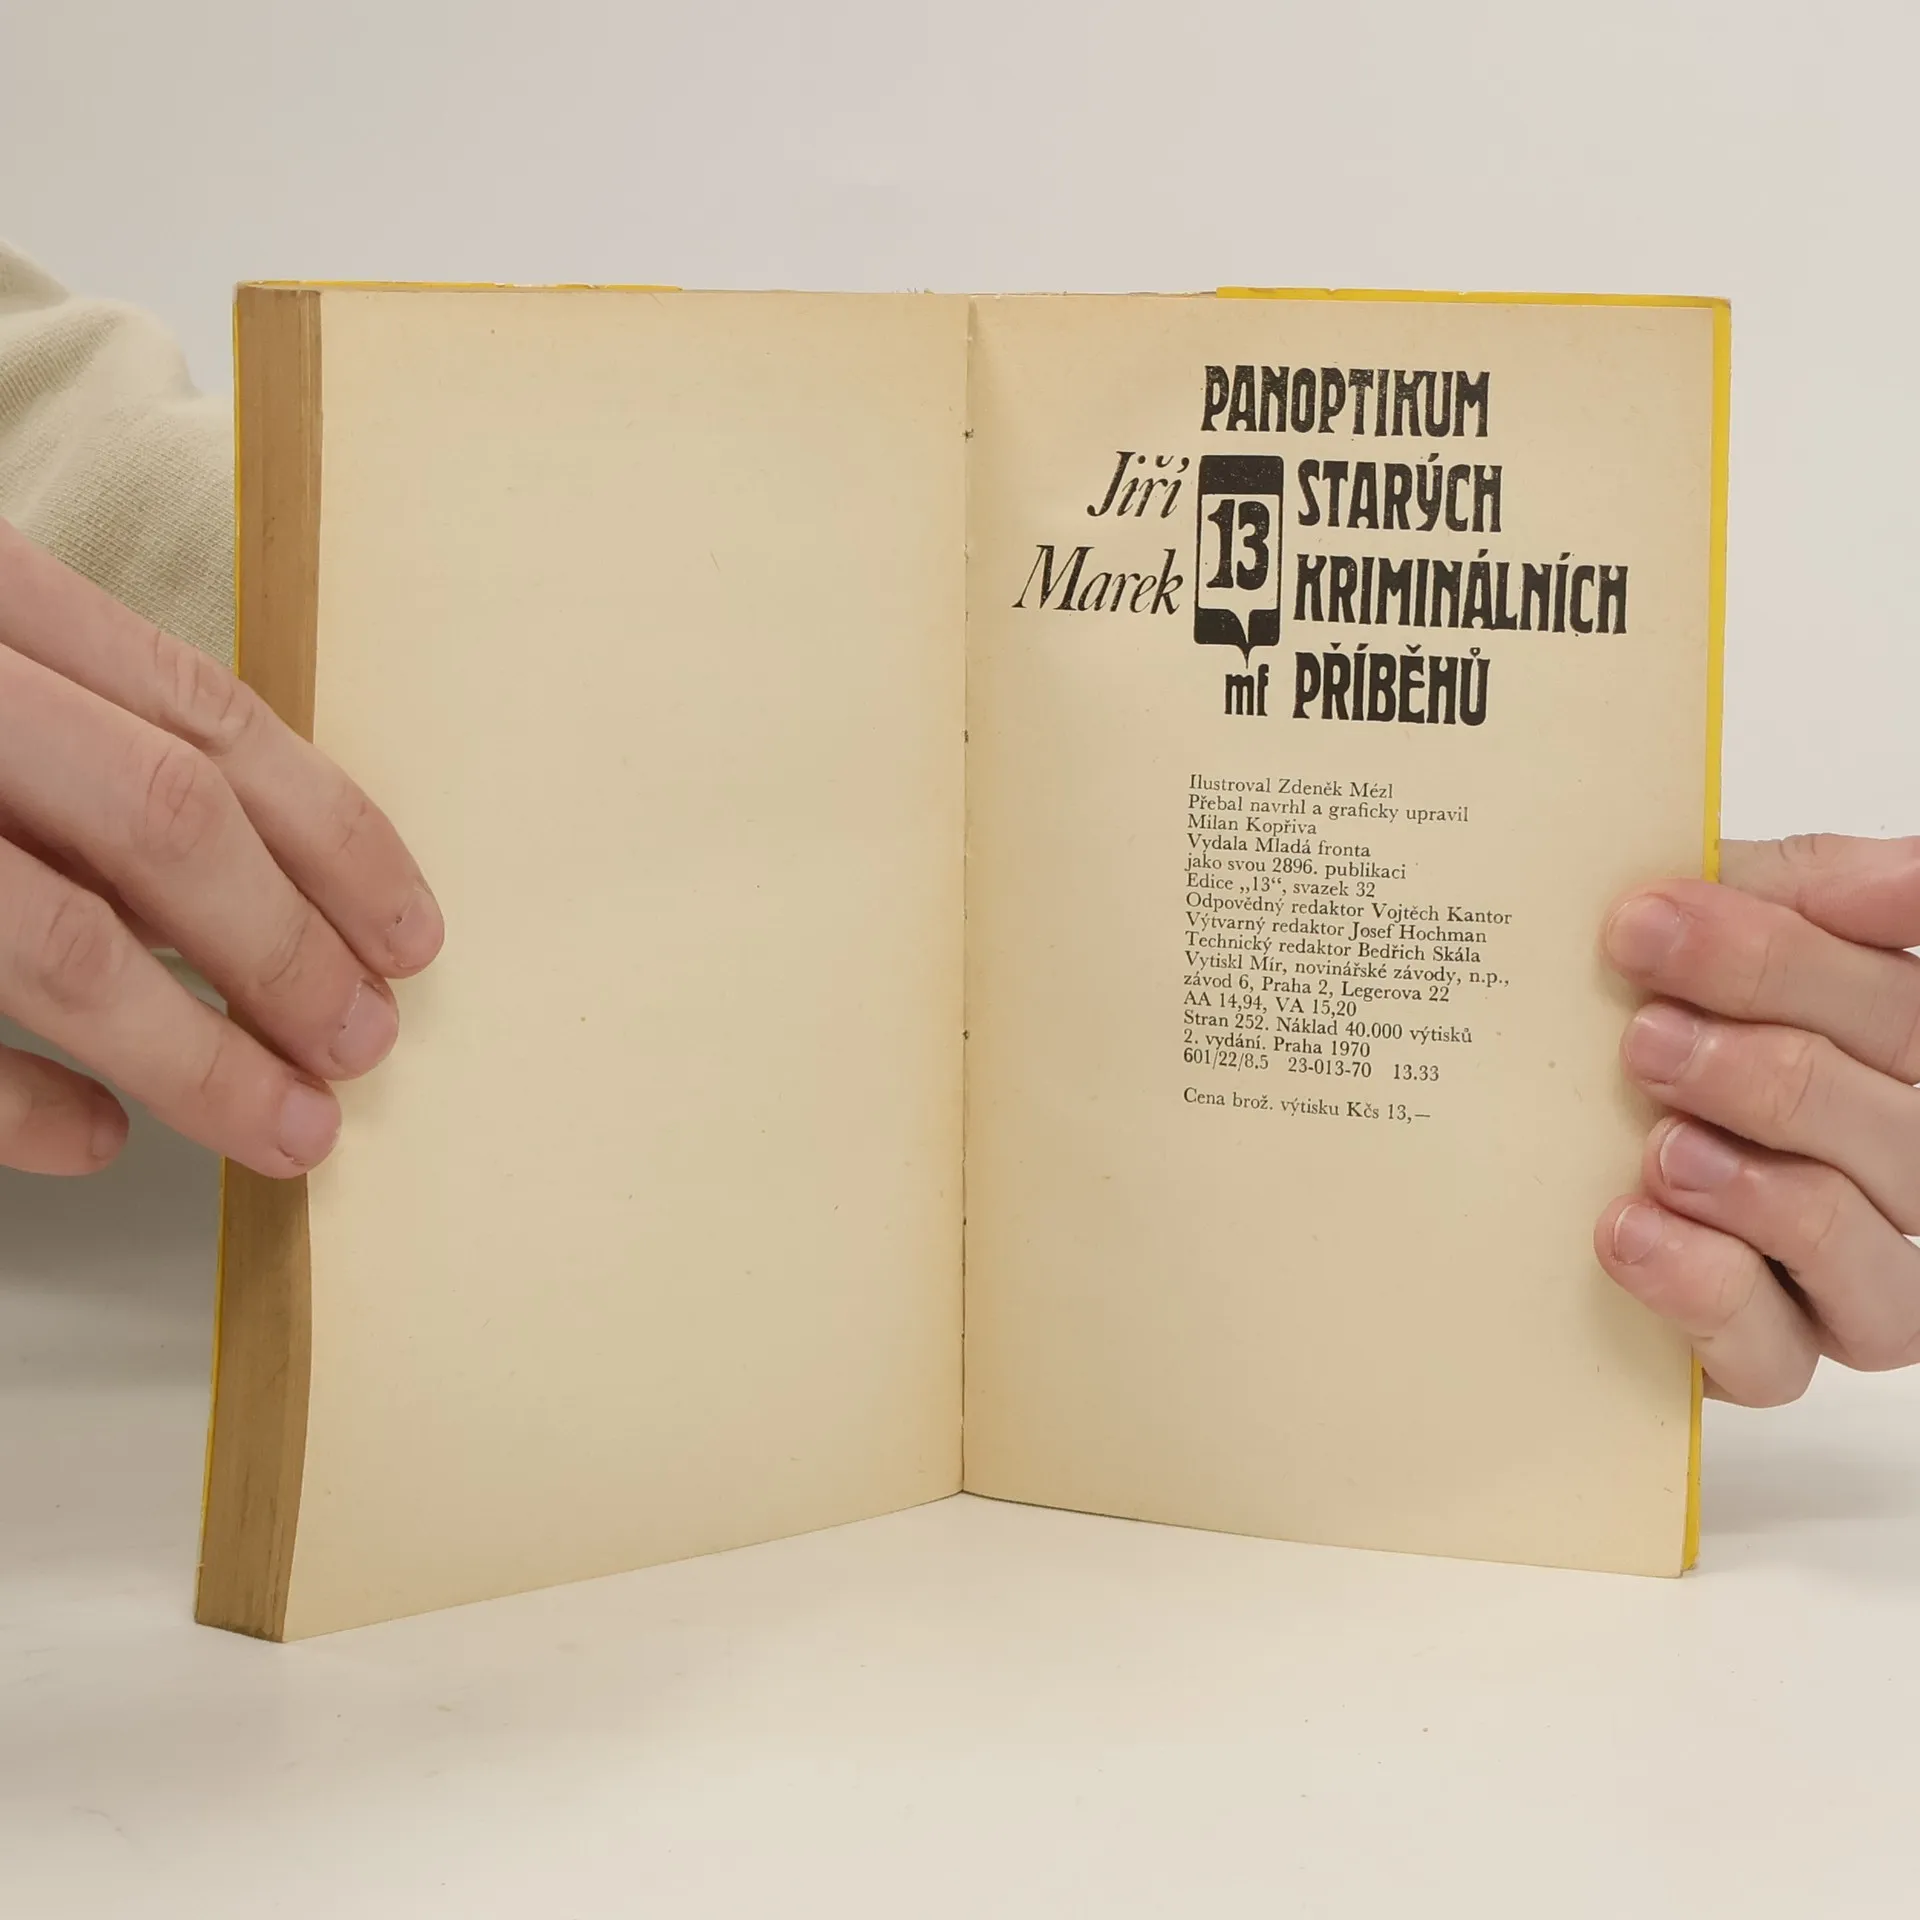 PANOPTIKUM
Jiří
Marek
13
STARÝCH
KRIMINÁLNÍCH
mf PŘÍBĚHŮ
Ilustroval Zdeněk Mézl
Přebal navrhl a graficky upravil
Milan Kopřiva
Vydala Mladá fronta
jako svou 2896. publikaci
Edice „13“, svazek 32
Odpovědný redaktor Vojtěch Kantor
Výtvarný redaktor Josef Hochman
Technický redaktor Bedřich Skála
Vytiskl Mír, novinářské závody, n.p.,
závod 6, Praha 2, Legerova 22
AA 14,94, VA 15,20
Stran 252. Náklad 40.000 výtisků
2. vydání. Praha 1970
601/22/8.5 23-013-70 13.33
Cena brož. výtisku Kčs 13,—